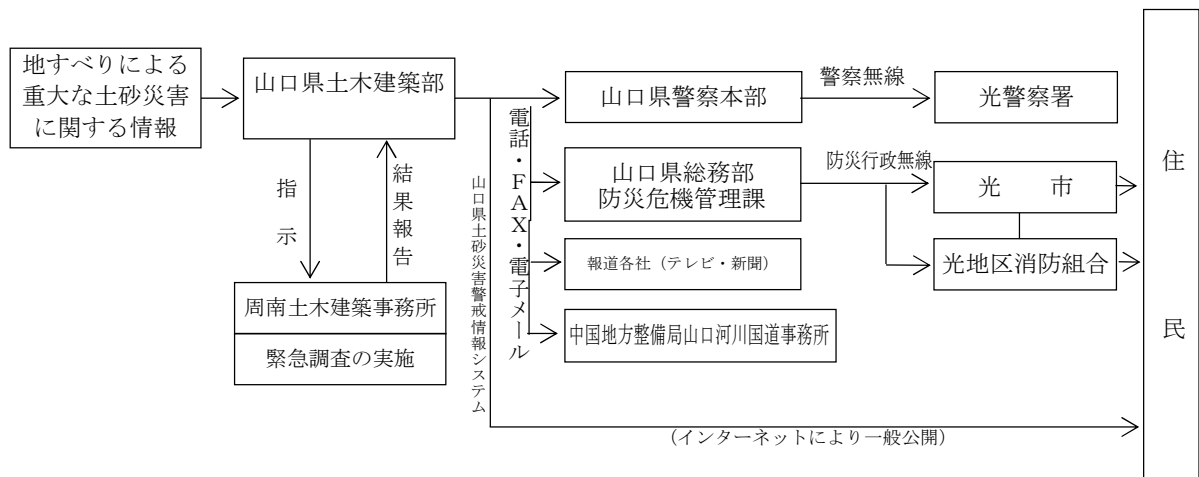 地すべりによる
重大な土砂災害
に関する情報
山口県土木建築部
指示
結果報告
周南土木建築事務所
緊急調査の実施
山口県土砂災害警戒情報システム
電話・FAX・電子メール
山口県警察本部
警察無線
光警察署
山口県総務部
防災危機管理課
防災行政無線
光　市
光地区消防組合
報道各社（テレビ・新聞）
中国地方整備局山口河川国道事務所
(インターネットにより一般公開)
住民